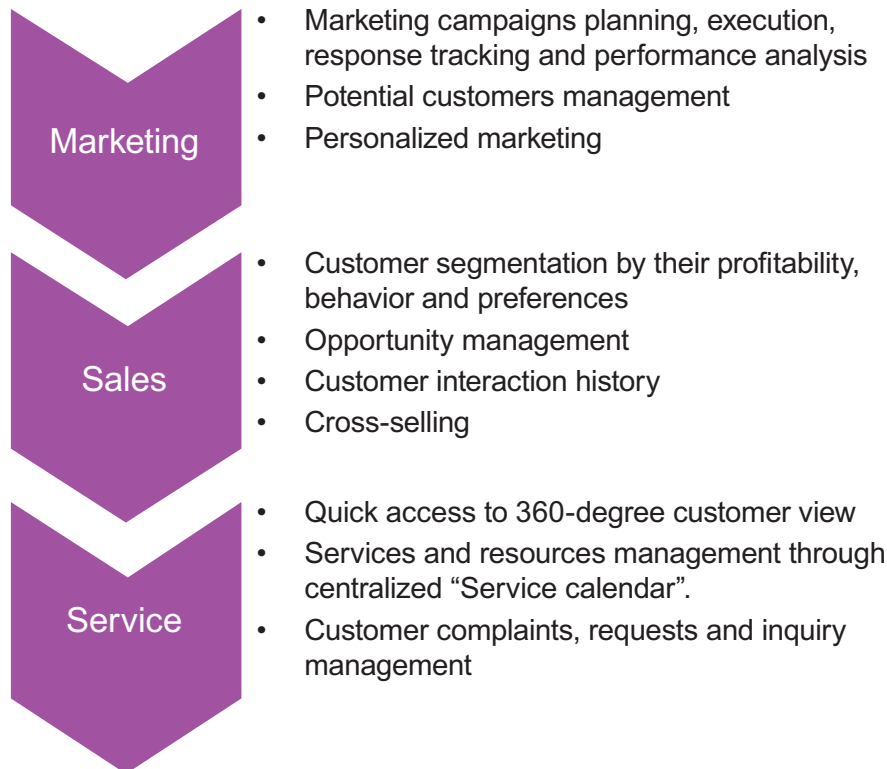 Marketing
• Marketing campaigns planning, execution,
response tracking and performance analysis
• Potential customers management
• Personalized marketing
Sales
• Customer segmentation by their profitability,
behavior and preferences
• Opportunity management
• Customer interaction history
• Cross-selling
Service
• Quick access to 360-degree customer view
• Services and resources management through
centralized “Service calendar”.
• Customer complaints, requests and inquiry
management